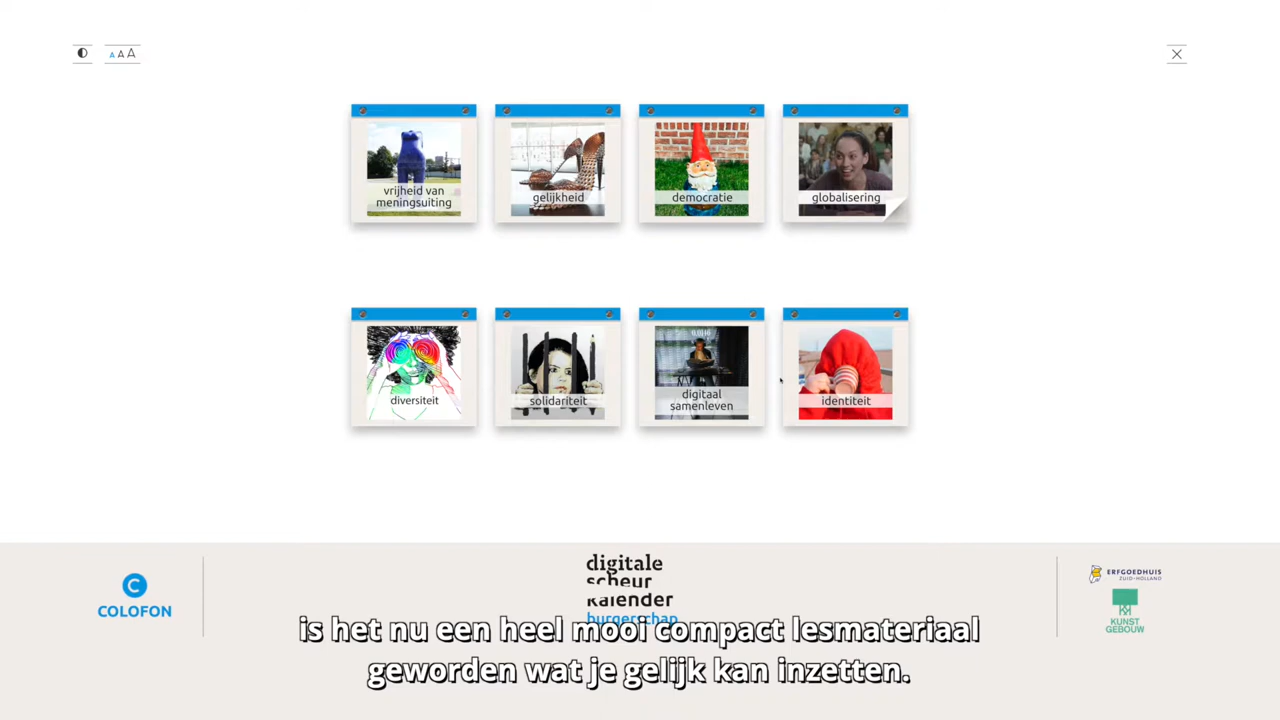 A A A
vrijheid van
meningsuiting
gelijkheid
democratie
globalisering
diversiteit
solidariteit
digitaal
samenleven
identiteit
C
COLOFON
digitale
scheur
kalender
burgerschap
ERFGOEDHUIS
ZUID-HOLLAND
KUNST
GEBOUW
is het nu een heel mooi compact lesmateriaal
geworden wat je gelijk kan inzetten.